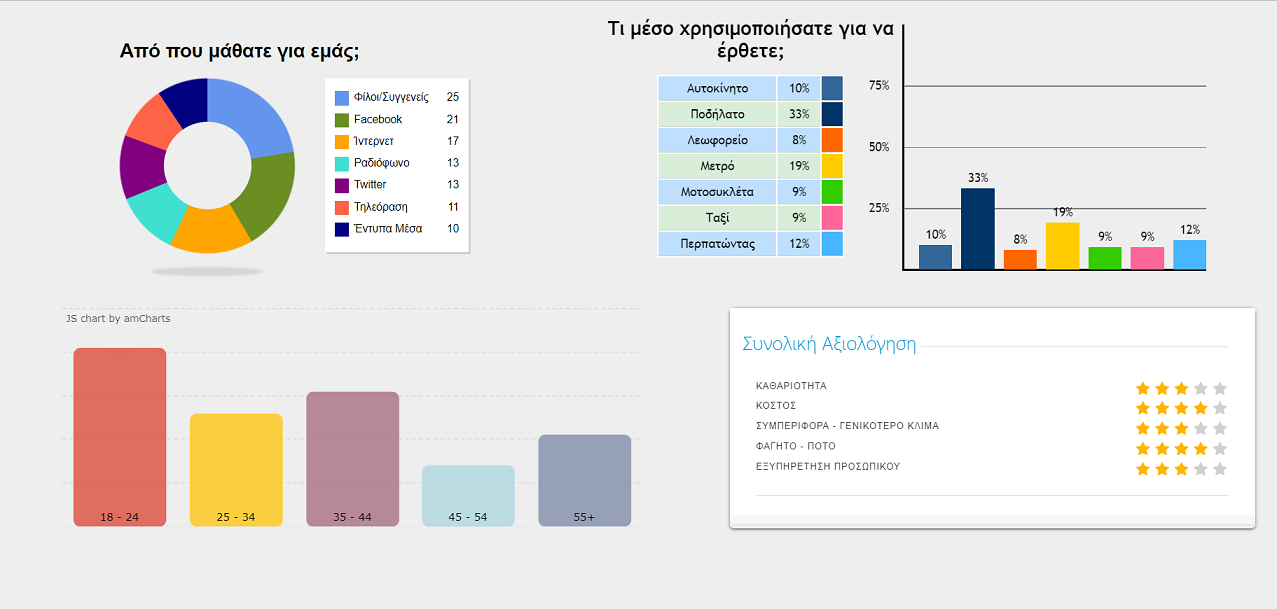 Από που μάθατε για εμάς;
Φίλοι/Συγγενείς 25
Facebook 21
Ίντερνετ 17
Ραδιόφωνο 13
Twitter 13
Τηλεόραση 11
Έντυπα Μέσα 10
Τι μέσο χρησιμοποιήσατε για να
έρθετε;
Αυτοκίνητο 10%
Ποδήλατο 33%
Λεωφορείο 8%
Μετρό 19%
Μοτοσυκλέτα 9%
Ταξί 9%
Περπατώντας 12%
75%
50%
25%
10% 33% 8% 19% 9% 9% 12%
JS chart by amCharts
18 - 24 25 - 34 35 - 44 45 - 54 55+
Συνολική Αξιολόγηση
ΚΑΘΑΡΙΟΤΗΤΑ
ΚΟΣΤΟΣ
ΣΥΜΠΕΡΙΦΟΡΑ - ΓΕΝΙΚΟΤΕΡΟ ΚΛΙΜΑ
ΦΑΓΗΤΟ - ΠΟΤΟ
ΕΞΥΠΗΡΕΤΗΣΗ ΠΡΟΣΩΠΙΚΟΥ